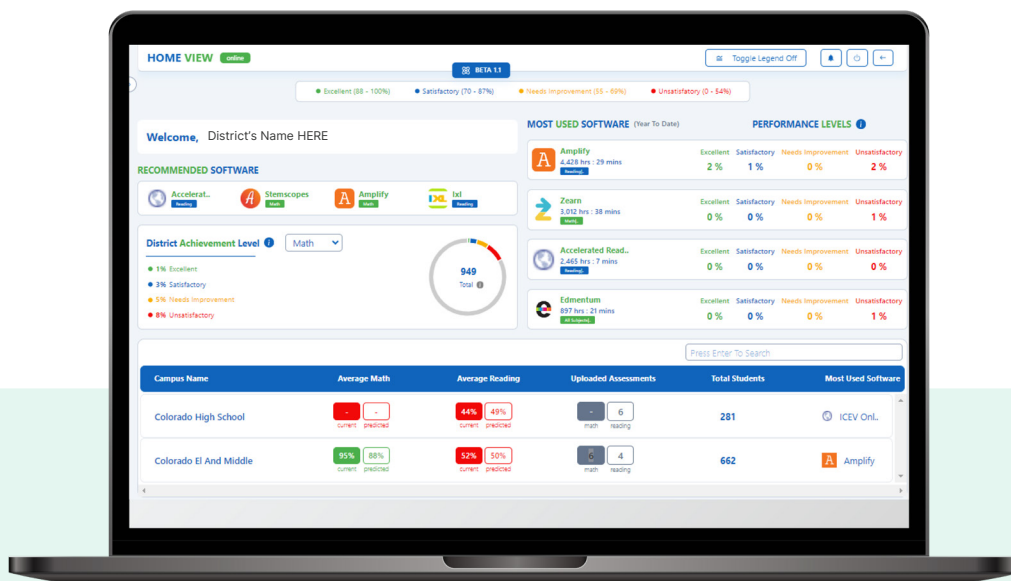 HOME VIEW online
BETA 1.1
Toggle Legend Off
Excellent (88 - 100%) Satisfactory (70 - 87%) Needs Improvement (55 - 69%) Unsatisfatory (0 - 54%)
Welcome, District's Name HERE
RECOMMENDED SOFTWARE
Accelerat.. Reading
Stemscopes Math
A Amplify Math
IXL Ixl Reading
District Achievement Level Math
1% Excellent
3% Satisfactory
5% Needs Improvement
8% Unsatisfactory
949
Total
MOST USED SOFTWARE (Year To Date) PERFORMANCE LEVELS
A Amplify
4,428 hrs : 29 mins
Reading|..
Excellent Satisfactory Needs Improvement Unsatisfactory
2 % 1 % 0 % 2 %
Zearn
3,012 hrs : 38 mins
Math|..
Excellent Satisfactory Needs Improvement Unsatisfactory
0 % 0 % 0 % 1 %
Accelerated Read..
2,465 hrs : 7 mins
Reading|..
Excellent Satisfactory Needs Improvement Unsatisfactory
0 % 0 % 0 % 0 %
Edmentum
897 hrs : 21 mins
All Subjects|..
Excellent Satisfactory Needs Improvement Unsatisfactory
0 % 0 % 0 % 1 %
Press Enter To Search
Campus Name Average Math Average Reading Uploaded Assessments Total Students Most Used Software
Colorado High School - - 44% 49% - 6 281 ICEV Onl..
current predicted current predicted math reading
Colorado El And Middle 95% 88% 52% 50% 6 4 662 A Amplify
current predicted current predicted math reading